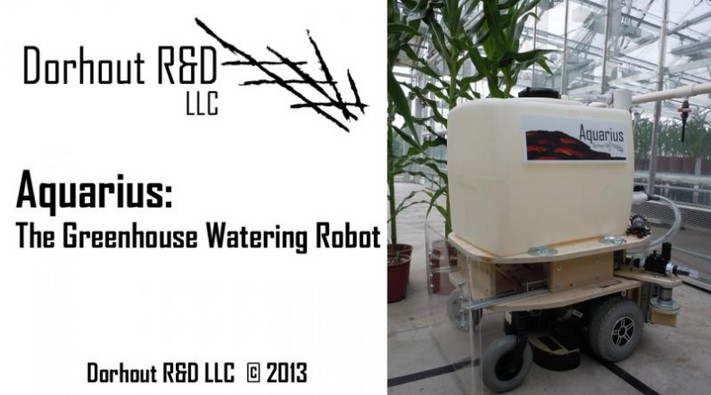 Dorhout R&D
LLC
Aquarius:
The Greenhouse Watering Robot
Dorhout R&D LLC © 2013
Aquarius